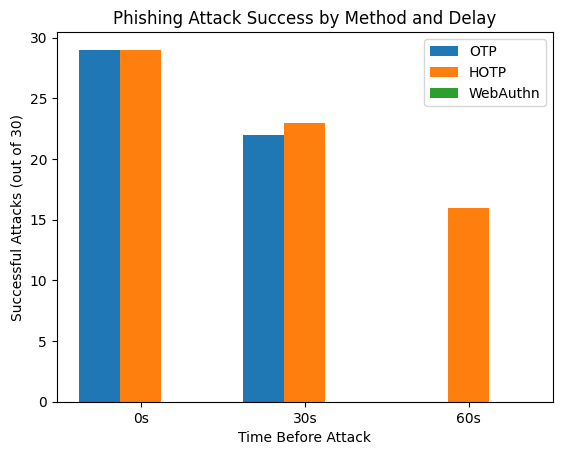 Phishing Attack Success by Method and Delay
OTP
HOTP
WebAuthn
Successful Attacks (out of 30)
30
25
20
15
10
5
0
0s
30s
60s
Time Before Attack